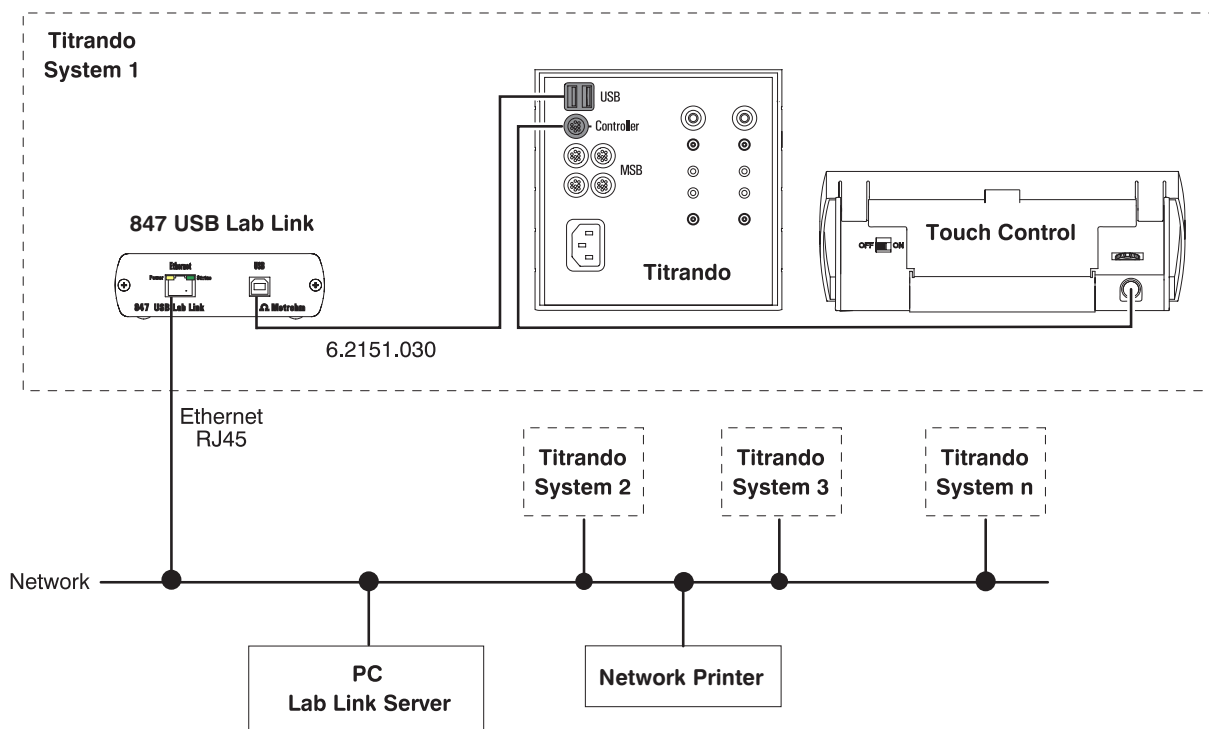 Titrando
System 1
USB
Controller
MSB
Titrando
OFF ON
Touch Control
847 USB Lab Link
Ethernet
USB
Power
Status
847 USB Lab Link
Ω Metrohm
6.2151.030
Ethernet
RJ45
Titrando
System 2
Titrando
System 3
Titrando
System n
Network
PC
Lab Link Server
Network Printer